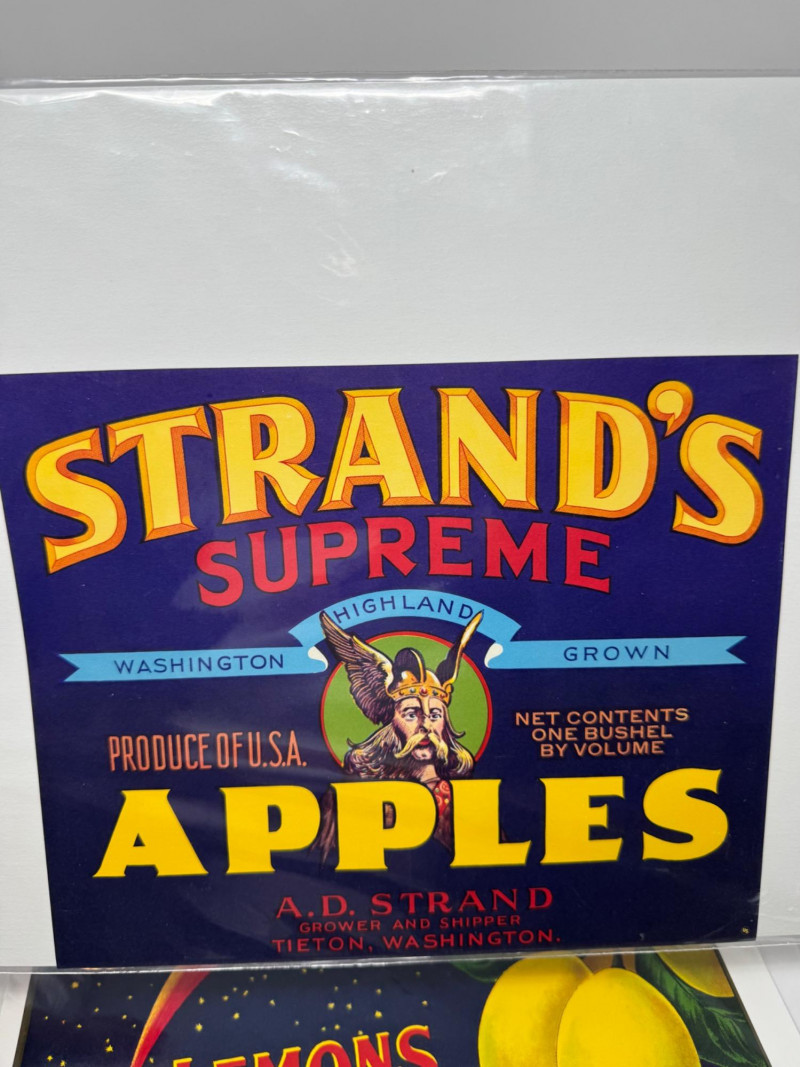 STRAND'S
SUPREME
HIGHLAND
WASHINGTON GROWN
PRODUCE OF U.S.A.
NET CONTENTS
ONE BUSHEL
BY VOLUME
APPLES
A.D. STRAND
GROWER AND SHIPPER
TIETON, WASHINGTON.
LEMONS